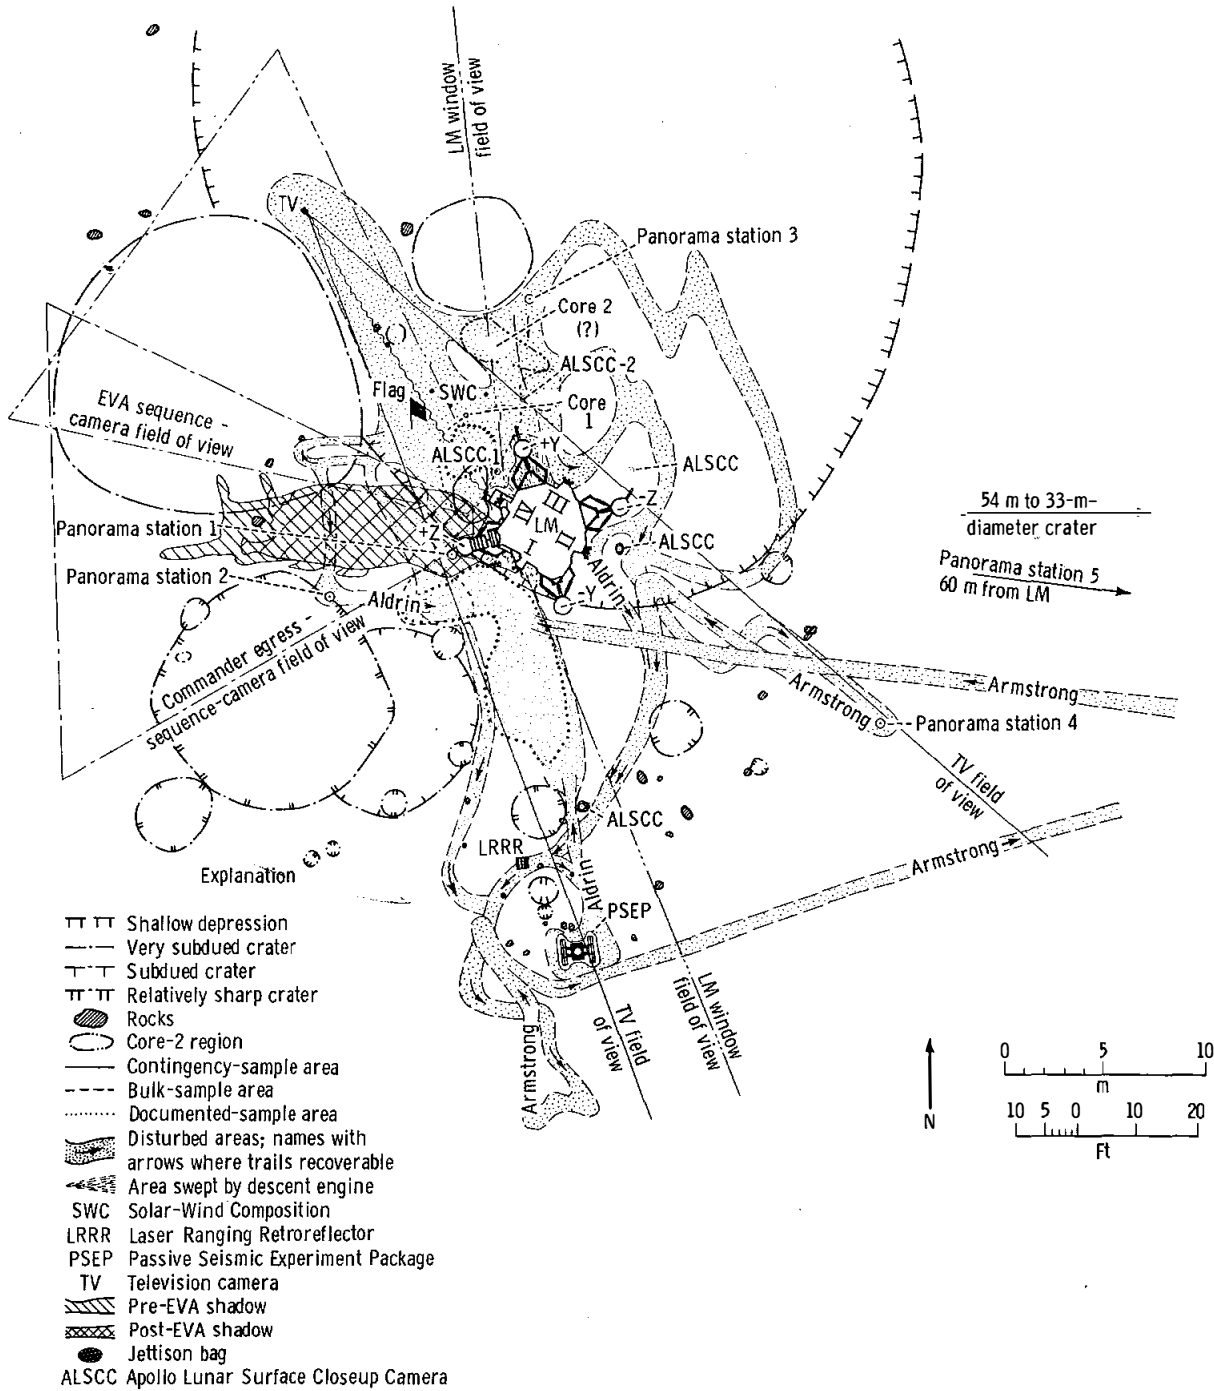 LM window
field of view
TV
Panorama station 3
Core 2
(?)
ALSCC-2
Flag
SWC
Core
1
EVA sequence -
camera field of view
ALSCC 1
+Y
ALSCC
-Z
IV
III
LM
I
II
54 m to 33-m-
diameter crater
Panorama station 1
+Z
ALSCC
Panorama station 5
60 m from LM
Panorama station 2
Aldrin
Aldrin
-Y
Commander egress -
sequence-camera field of view
Armstrong
Armstrong
Panorama station 4
TV field
of view
ALSCC
LRRR
Armstrong
Aldrin
PSEP
LM window
field of view
TV field
of view
Armstrong
Explanation
Shallow depression
Very subdued crater
Subdued crater
Relatively sharp crater
Rocks
Core-2 region
Contingency-sample area
Bulk-sample area
Documented-sample area
Disturbed areas; names with
arrows where trails recoverable
Area swept by descent engine
SWC Solar-Wind Composition
LRRR Laser Ranging Retroreflector
PSEP Passive Seismic Experiment Package
TV Television camera
Pre-EVA shadow
Post-EVA shadow
Jettison bag
ALSCC Apollo Lunar Surface Closeup Camera
N
0 5 10
m
10 5 0 10 20
Ft